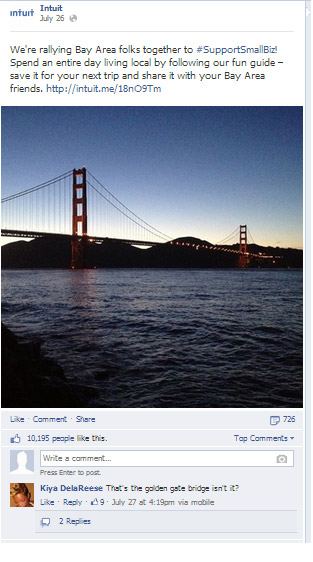 intuit Intuit
July 26
We're rallying Bay Area folks together to #SupportSmallBiz!
Spend an entire day living local by following our fun guide –
save it for your next trip and share it with your Bay Area
friends. http://intuit.me/18nO9Tm
Like · Comment · Share 726
10,195 people like this. Top Comments
Write a comment...
Press Enter to post.
Kiya DelaReese That's the golden gate bridge isn't it?
Like · Reply · 9 · July 27 at 4:19pm via mobile
2 Replies